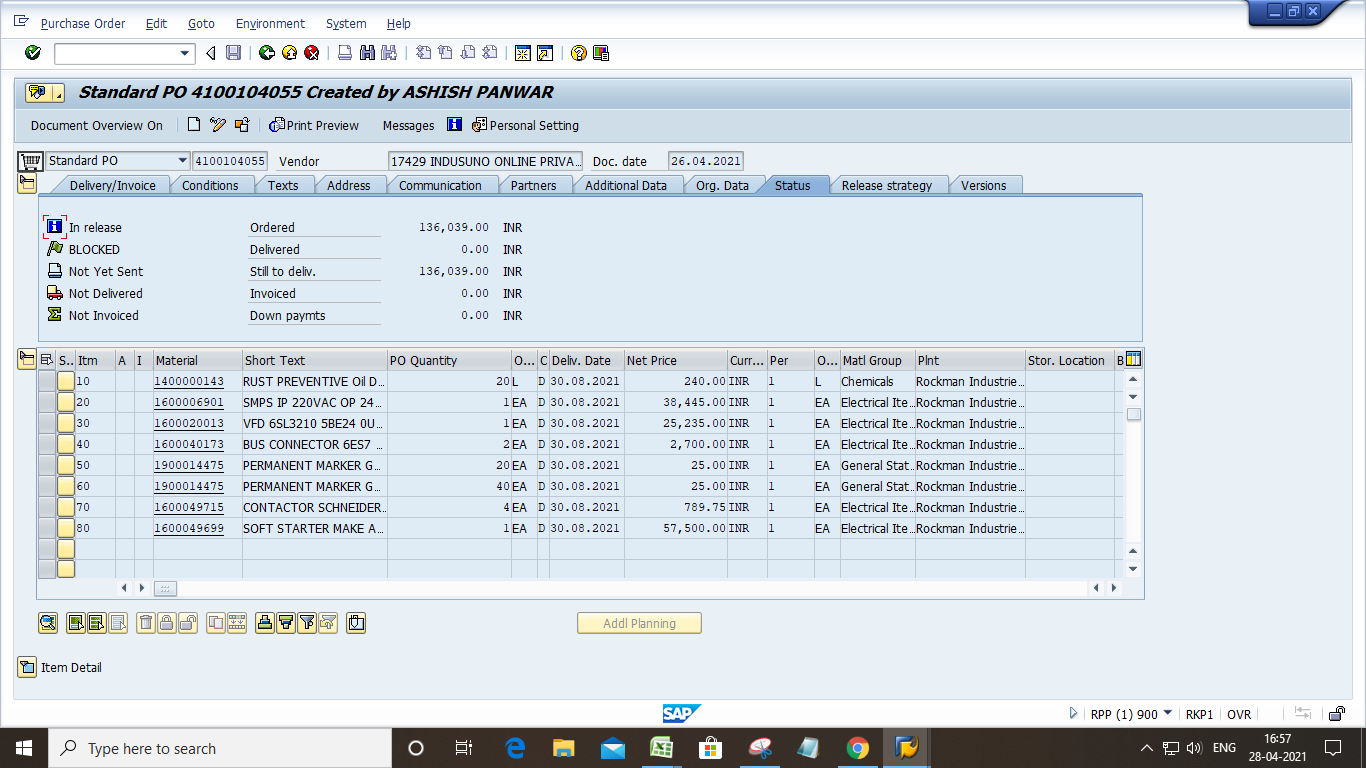 Purchase Order Edit Goto Environment System Help
Standard PO 4100104055 Created by ASHISH PANWAR
Document Overview On Print Preview Messages Personal Setting
Standard PO 4100104055 Vendor 17429 INDUSUNO ONLINE PRIVA... Doc. date 26.04.2021
Delivery/Invoice Conditions Texts Address Communication Partners Additional Data Org. Data Status Release strategy Versions
In release Ordered 136,039.00 INR
BLOCKED Delivered 0.00 INR
Not Yet Sent Still to deliv. 136,039.00 INR
Not Delivered Invoiced 0.00 INR
Not Invoiced Down paymts 0.00 INR
S.. Itm A I Material Short Text PO Quantity O... C Deliv. Date Net Price Curr... Per O... Matl Group Plnt Stor. Location B
10 1400000143 RUST PREVENTIVE Oil D... 20 L D 30.08.2021 240.00 INR 1 L Chemicals Rockman Industrie...
20 1600006901 SMPS IP 220VAC OP 24... 1 EA D 30.08.2021 38,445.00 INR 1 EA Electrical Ite... Rockman Industrie...
30 1600020013 VFD 6SL3210 5BE24 0U... 1 EA D 30.08.2021 25,235.00 INR 1 EA Electrical Ite... Rockman Industrie...
40 1600040173 BUS CONNECTOR 6ES7 ... 2 EA D 30.08.2021 2,700.00 INR 1 EA Electrical Ite... Rockman Industrie...
50 1900014475 PERMANENT MARKER G... 20 EA D 30.08.2021 25.00 INR 1 EA General Stat... Rockman Industrie...
60 1900014475 PERMANENT MARKER G... 40 EA D 30.08.2021 25.00 INR 1 EA General Stat... Rockman Industrie...
70 1600049715 CONTACTOR SCHNEIDER... 4 EA D 30.08.2021 789.75 INR 1 EA Electrical Ite... Rockman Industrie...
80 1600049699 SOFT STARTER MAKE A... 1 EA D 30.08.2021 57,500.00 INR 1 EA Electrical Ite... Rockman Industrie...
Addl Planning
Item Detail
SAP RPP (1) 900 RKP1 OVR
Type here to search ENG 16:57
28-04-2021